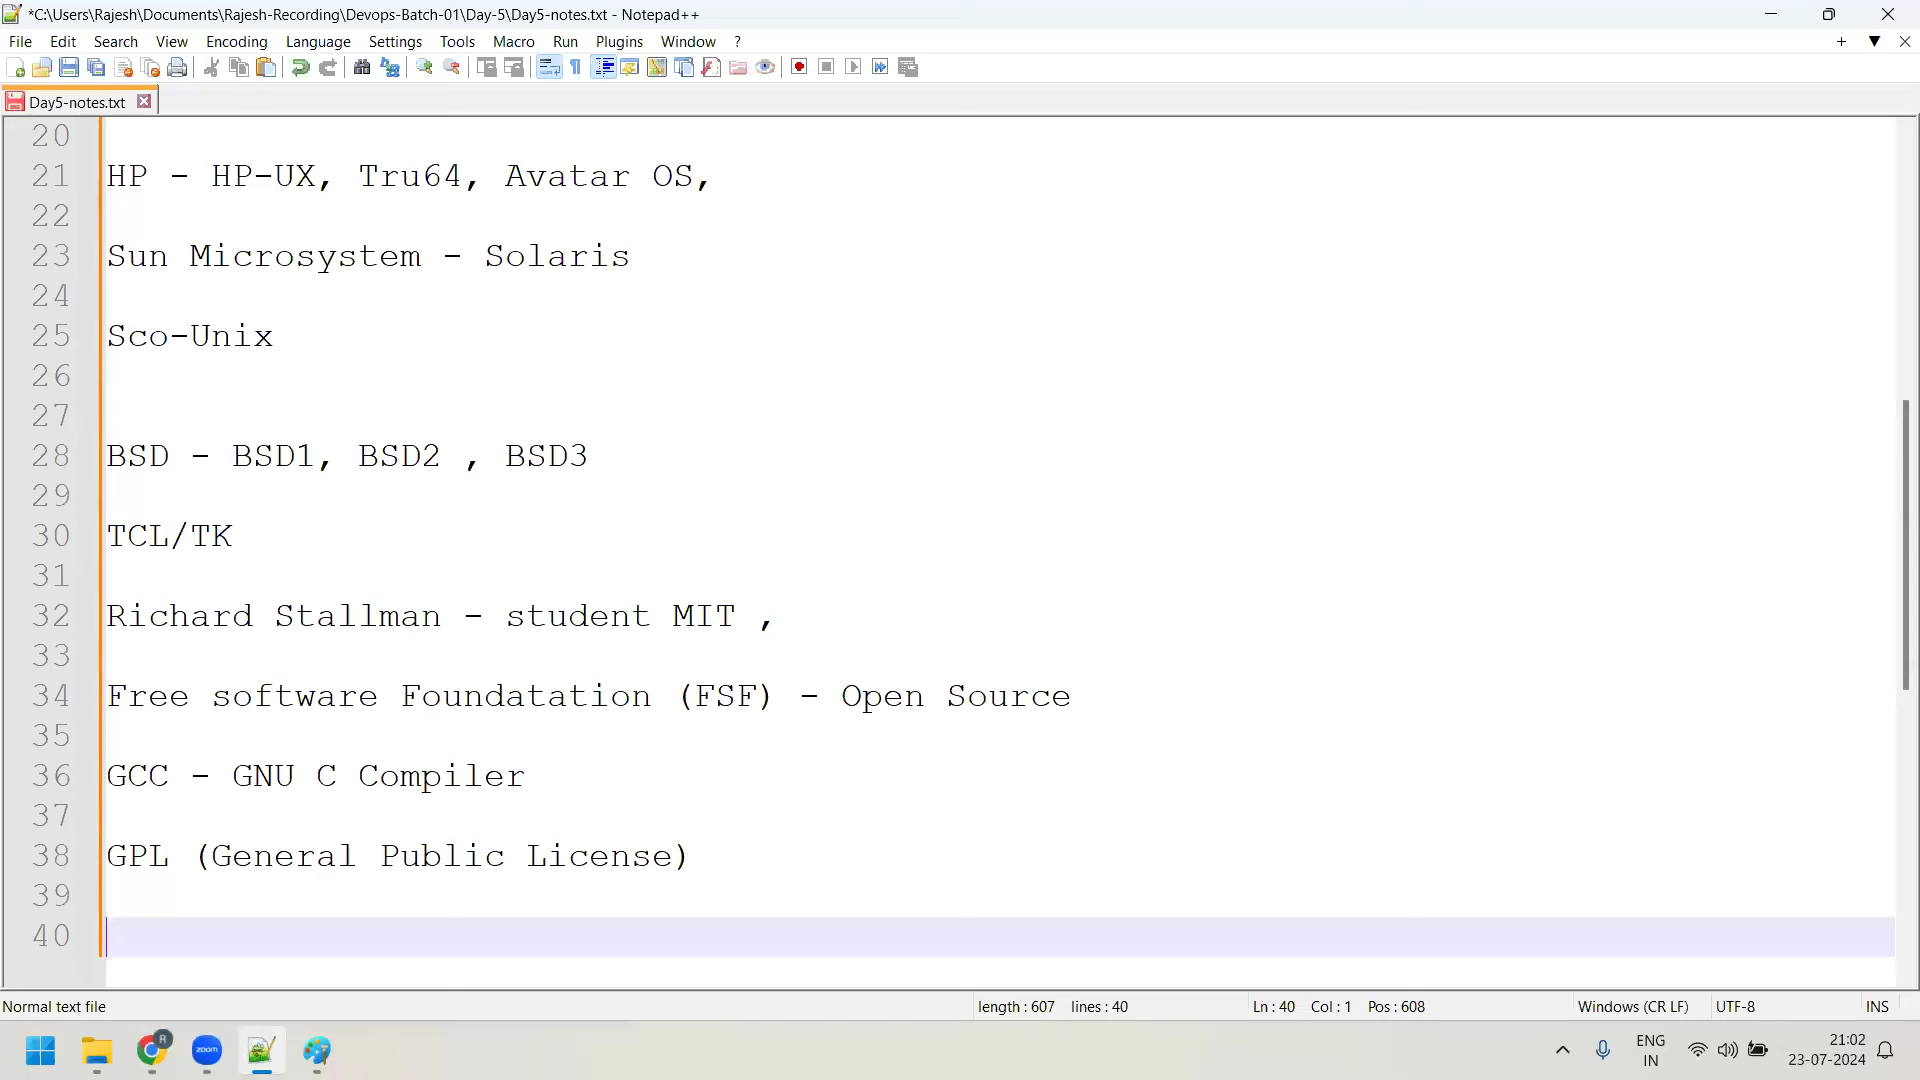 *C:\Users\Rajesh\Documents\Rajesh-Recording\Devops-Batch-01\Day-5\Day5-notes.txt - Notepad++
File Edit Search View Encoding Language Settings Tools Macro Run Plugins Window ?
Day5-notes.txt
20
21 HP - HP-UX, Tru64, Avatar OS,
22
23 Sun Microsystem - Solaris
24
25 Sco-Unix
26
27
28 BSD - BSD1, BSD2 , BSD3
29
30 TCL/TK
31
32 Richard Stallman - student MIT ,
33
34 Free software Foundatation (FSF) - Open Source
35
36 GCC - GNU C Compiler
37
38 GPL (General Public License)
39
40
Normal text file length : 607 lines : 40 Ln : 40 Col : 1 Pos : 608 Windows (CR LF) UTF-8 INS
R zoom ENG 21:02
IN 23-07-2024